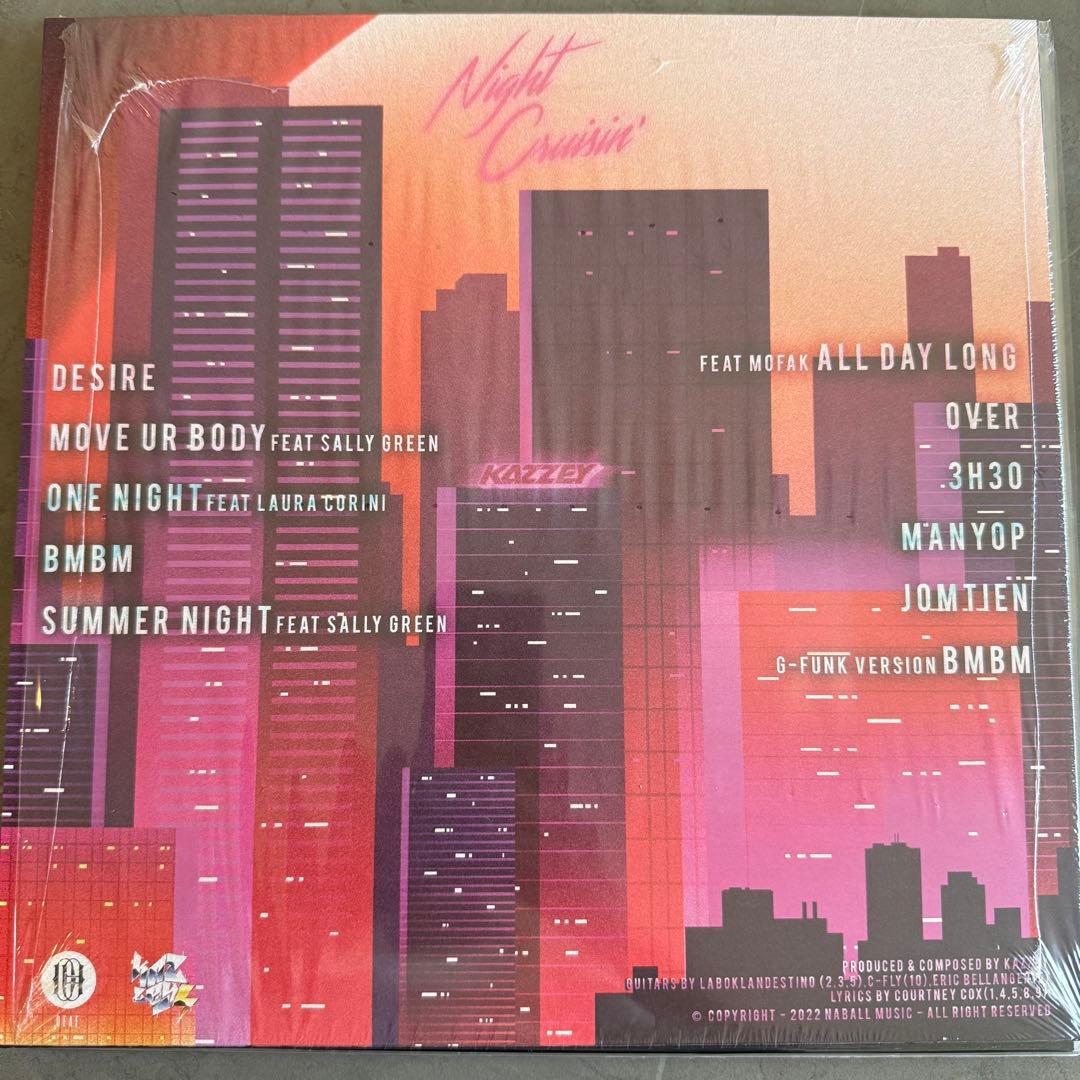 Night
Cruisin'
DESIRE
MOVE UR BODY FEAT SALLY GREEN
ONE NIGHT FEAT LAURA CORINI
BMBM
SUMMER NIGHT FEAT SALLY GREEN
KAZZEY
FEAT MOFAK ALL DAY LONG
OVER
3H30
MANYOP
JOMTIEN
G-FUNK VERSION BMBM
PRODUCED & COMPOSED BY
GUITARS BY LABOKLANDESTINO (2,3,5),C-FLY(10),ERIC
LYRICS BY COURTNEY COX(1,4,5,8,9)
© COPYRIGHT - 2022 NABALL MUSIC - ALL RIGHT RESERVED
BEAT